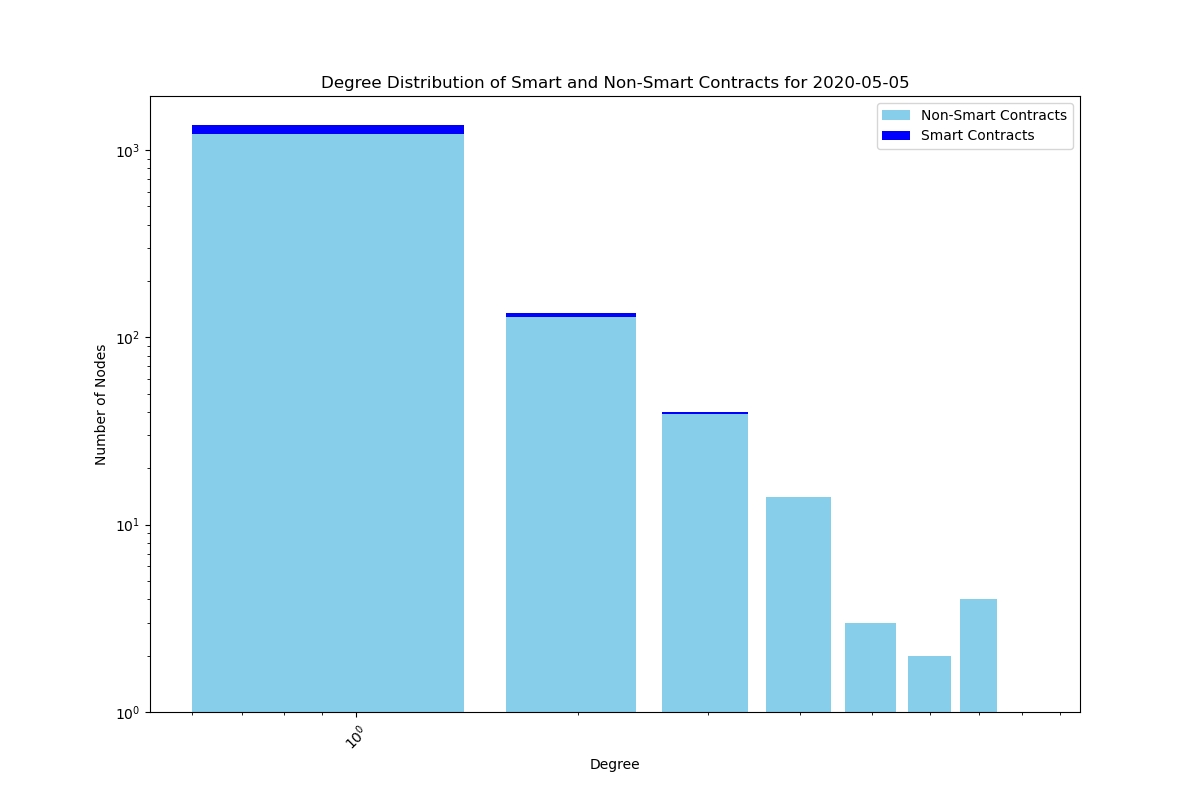 Degree Distribution of Smart and Non-Smart Contracts for 2020-05-05
Non-Smart Contracts
Smart Contracts
Number of Nodes
10³
10²
10¹
10⁰
10⁰
Degree